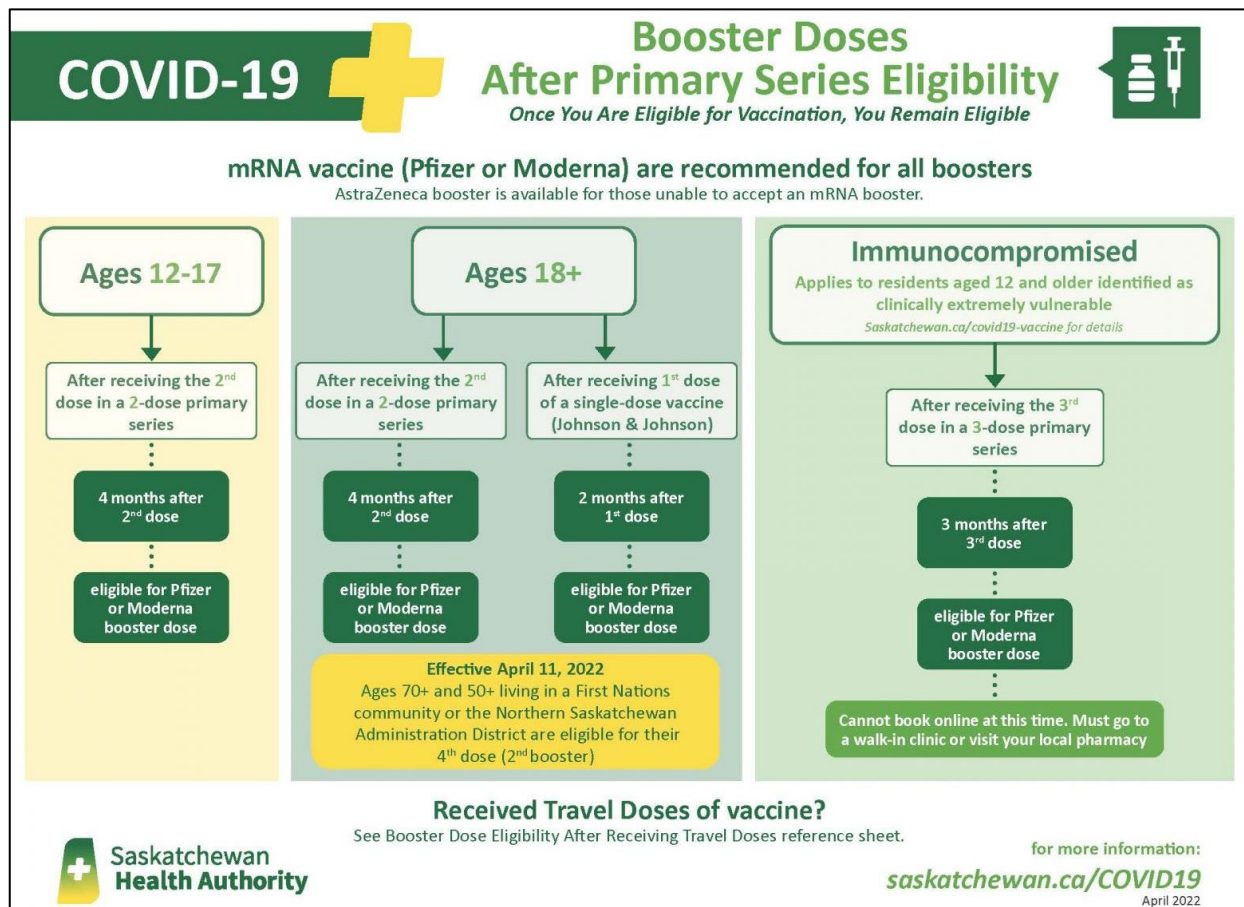 COVID-19
Booster Doses
After Primary Series Eligibility
Once You Are Eligible for Vaccination, You Remain Eligible
mRNA vaccine (Pfizer or Moderna) are recommended for all boosters
AstraZeneca booster is available for those unable to accept an mRNA booster.
Ages 12-17
After receiving the 2nd
dose in a 2-dose primary
series
4 months after
2nd dose
eligible for Pfizer
or Moderna
booster dose
Ages 18+
After receiving the 2nd
dose in a 2-dose primary
series
4 months after
2nd dose
eligible for Pfizer
or Moderna
booster dose
After receiving 1st dose
of a single-dose vaccine
(Johnson & Johnson)
2 months after
1st dose
eligible for Pfizer
or Moderna
booster dose
Effective April 11, 2022
Ages 70+ and 50+ living in a First Nations
community or the Northern Saskatchewan
Administration District are eligible for their
4th dose (2nd booster)
Immunocompromised
Applies to residents aged 12 and older identified as
clinically extremely vulnerable
Saskatchewan.ca/covid19-vaccine for details
After receiving the 3rd
dose in a 3-dose primary
series
3 months after
3rd dose
eligible for Pfizer
or Moderna
booster dose
Cannot book online at this time. Must go to
a walk-in clinic or visit your local pharmacy
Received Travel Doses of vaccine?
See Booster Dose Eligibility After Receiving Travel Doses reference sheet.
Saskatchewan
Health Authority
for more information:
saskatchewan.ca/COVID19
April 2022